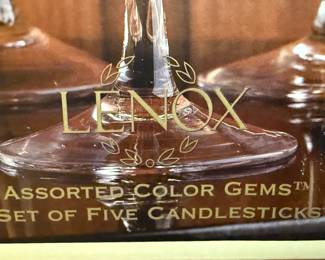 LENOX
ASSORTED COLOR GEMS™
SET OF FIVE CANDLESTICKS